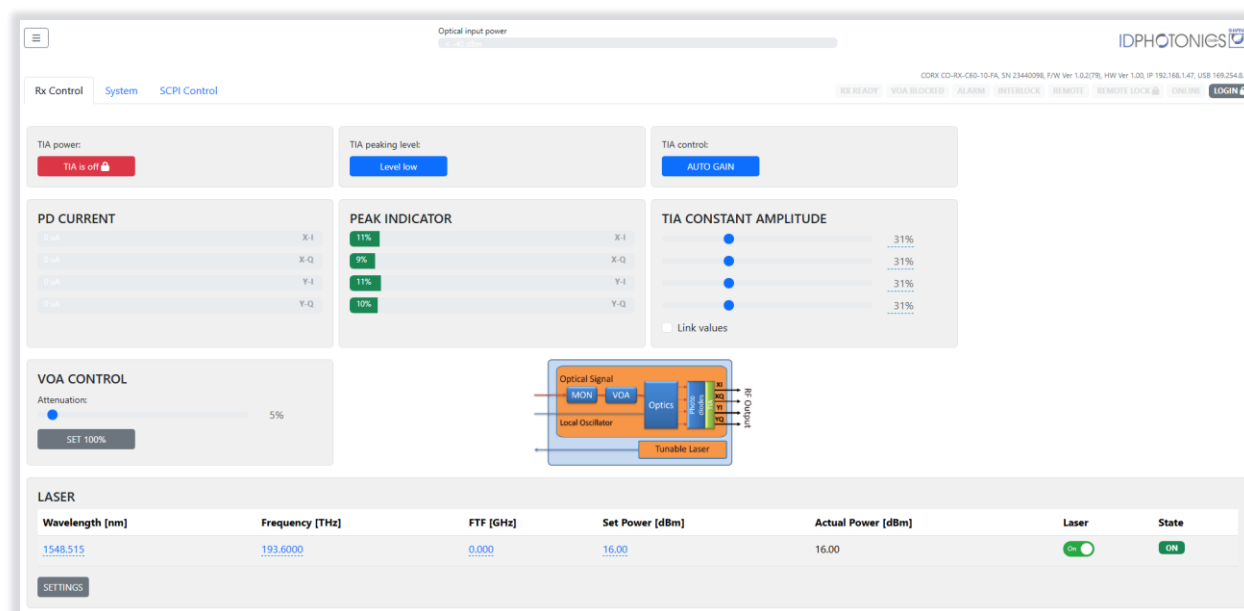 ☰
Optical input power
IDPHOTONICS
CORX CO-RX-C60-10-FA, SN 23440098, F/W Ver 1.0.2(79), HW Ver 1.00, IP 192.168.1.47, USB 169.254.8.
Rx Control System SCPI Control
RX READY VOA BLOCKED ALARM INTERLOCK REMOTE REMOTE LOCK ONLINE LOGIN
TIA power: TIA peaking level: TIA control:
TIA is off Level low AUTO GAIN
PD CURRENT PEAK INDICATOR TIA CONSTANT AMPLITUDE
0 uA X-I 11% X-I 31%
0 uA X-Q 9% X-Q 31%
0 uA Y-I 11% Y-I 31%
0 uA Y-Q 10% Y-Q 31%
Link values
VOA CONTROL
Attenuation:
5%
SET 100%
Optical Signal
MON VOA Optics Photo diodes TIA
XI
XQ
YI
YQ
RF Output
Local Oscillator
Tunable Laser
LASER
Wavelength [nm] Frequency [THz] FTF [GHz] Set Power [dBm] Actual Power [dBm] Laser State
1548.515 193.6000 0.000 16.00 16.00 On ON
SETTINGS